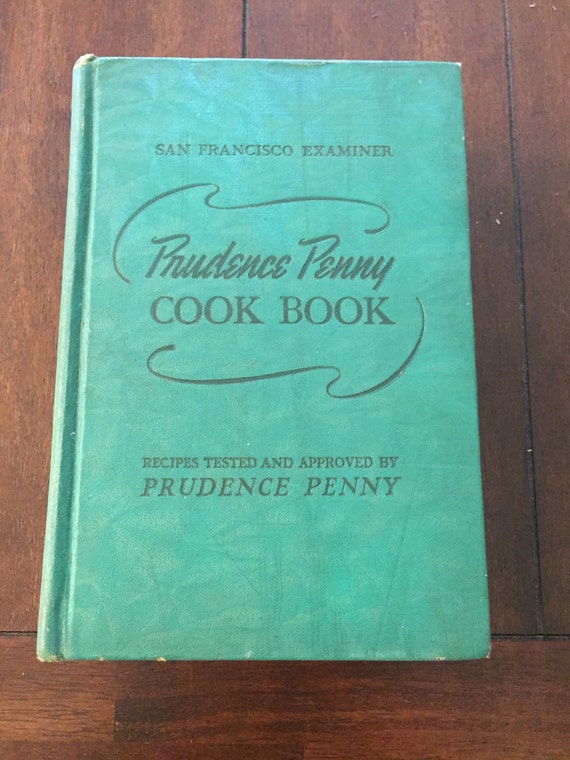 SAN FRANCISCO EXAMINER
Prudence Penny
COOK BOOK
RECIPES TESTED AND APPROVED BY
PRUDENCE PENNY